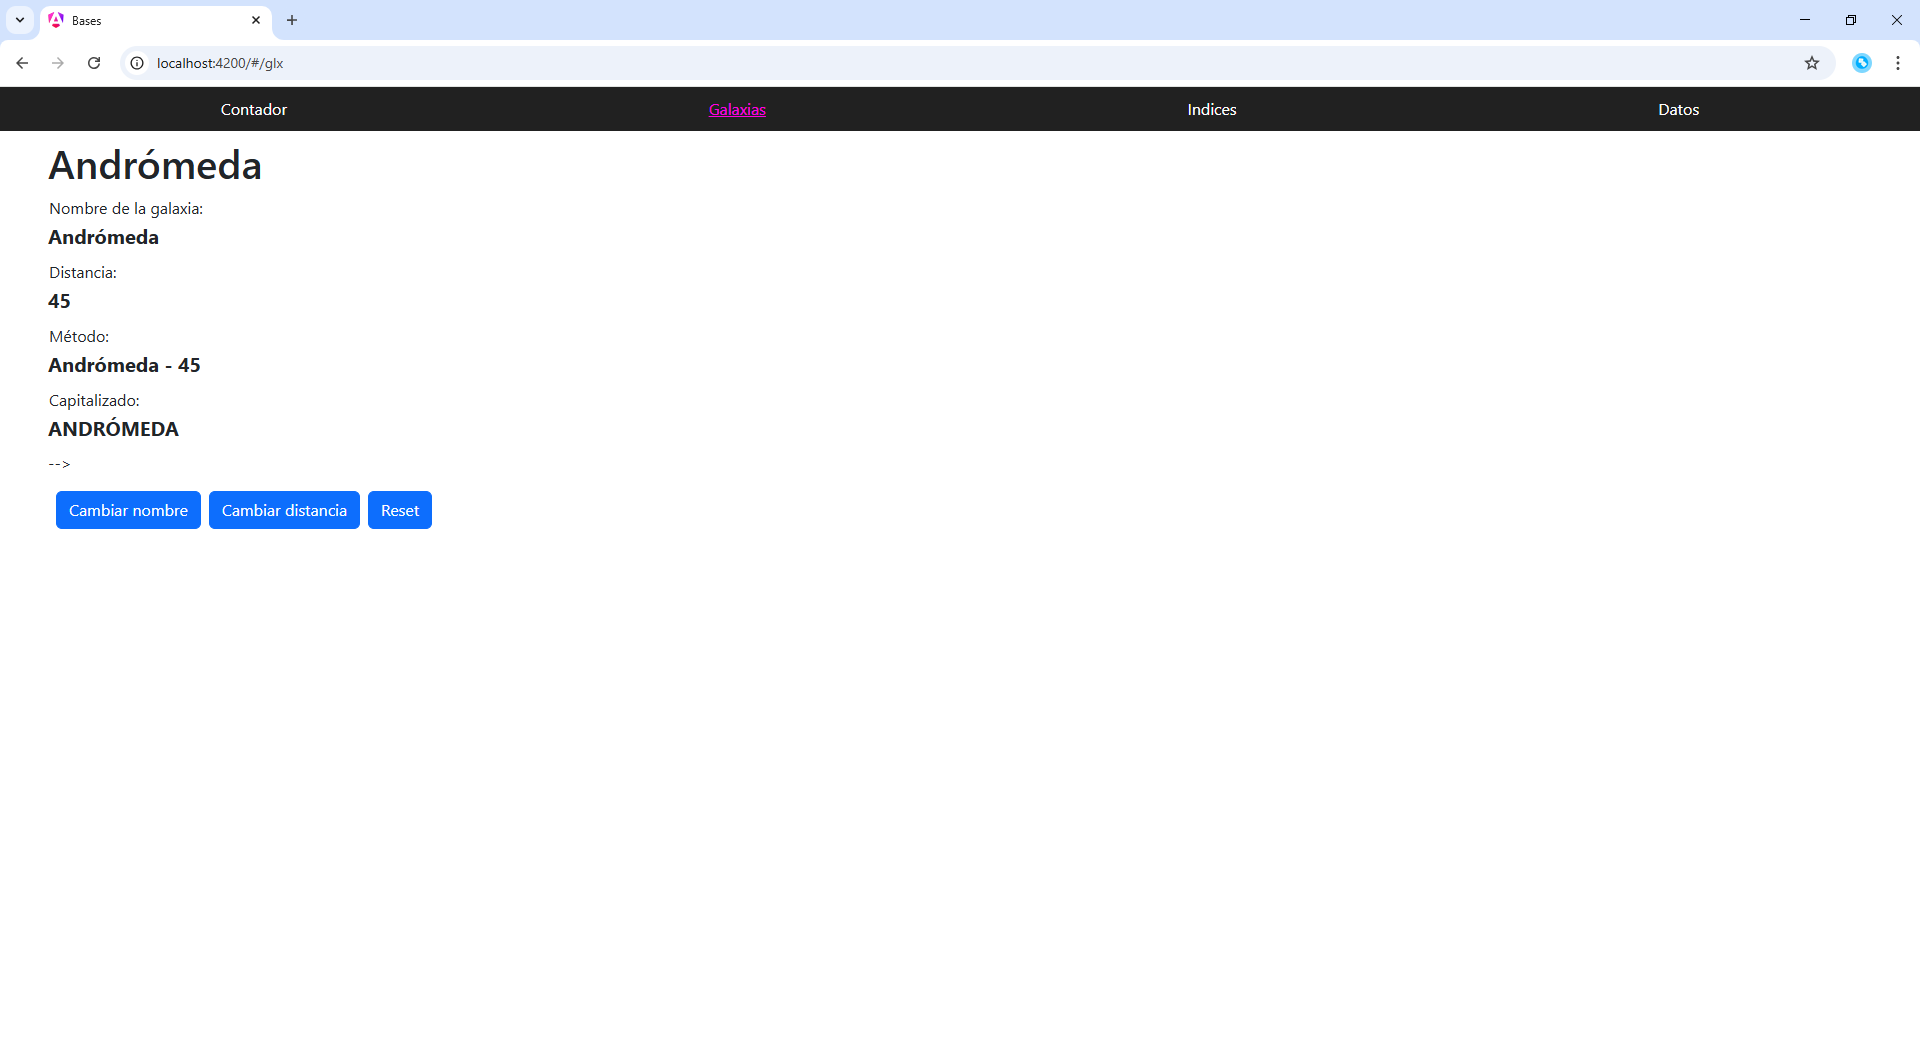 Bases
localhost:4200/#/glx
Contador Galaxias Indices Datos
Andrómeda
Nombre de la galaxia:
Andrómeda
Distancia:
45
Método:
Andrómeda - 45
Capitalizado:
ANDRÓMEDA
-->
Cambiar nombre Cambiar distancia Reset